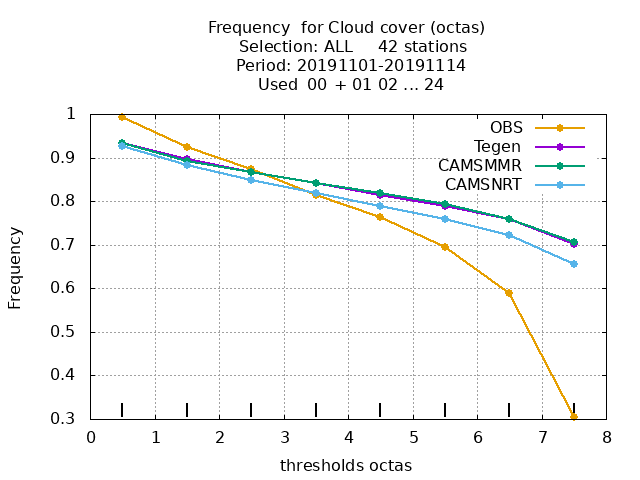 Frequency  for Cloud cover (octas)
Selection: ALL     42 stations
Period: 20191101-20191114
Used  00 + 01 02 ... 24
OBS
Tegen
CAMSMMR
CAMSNRT
1
0.9
0.8
0.7
0.6
0.5
0.4
0.3
Frequency
0 1 2 3 4 5 6 7 8
thresholds octas